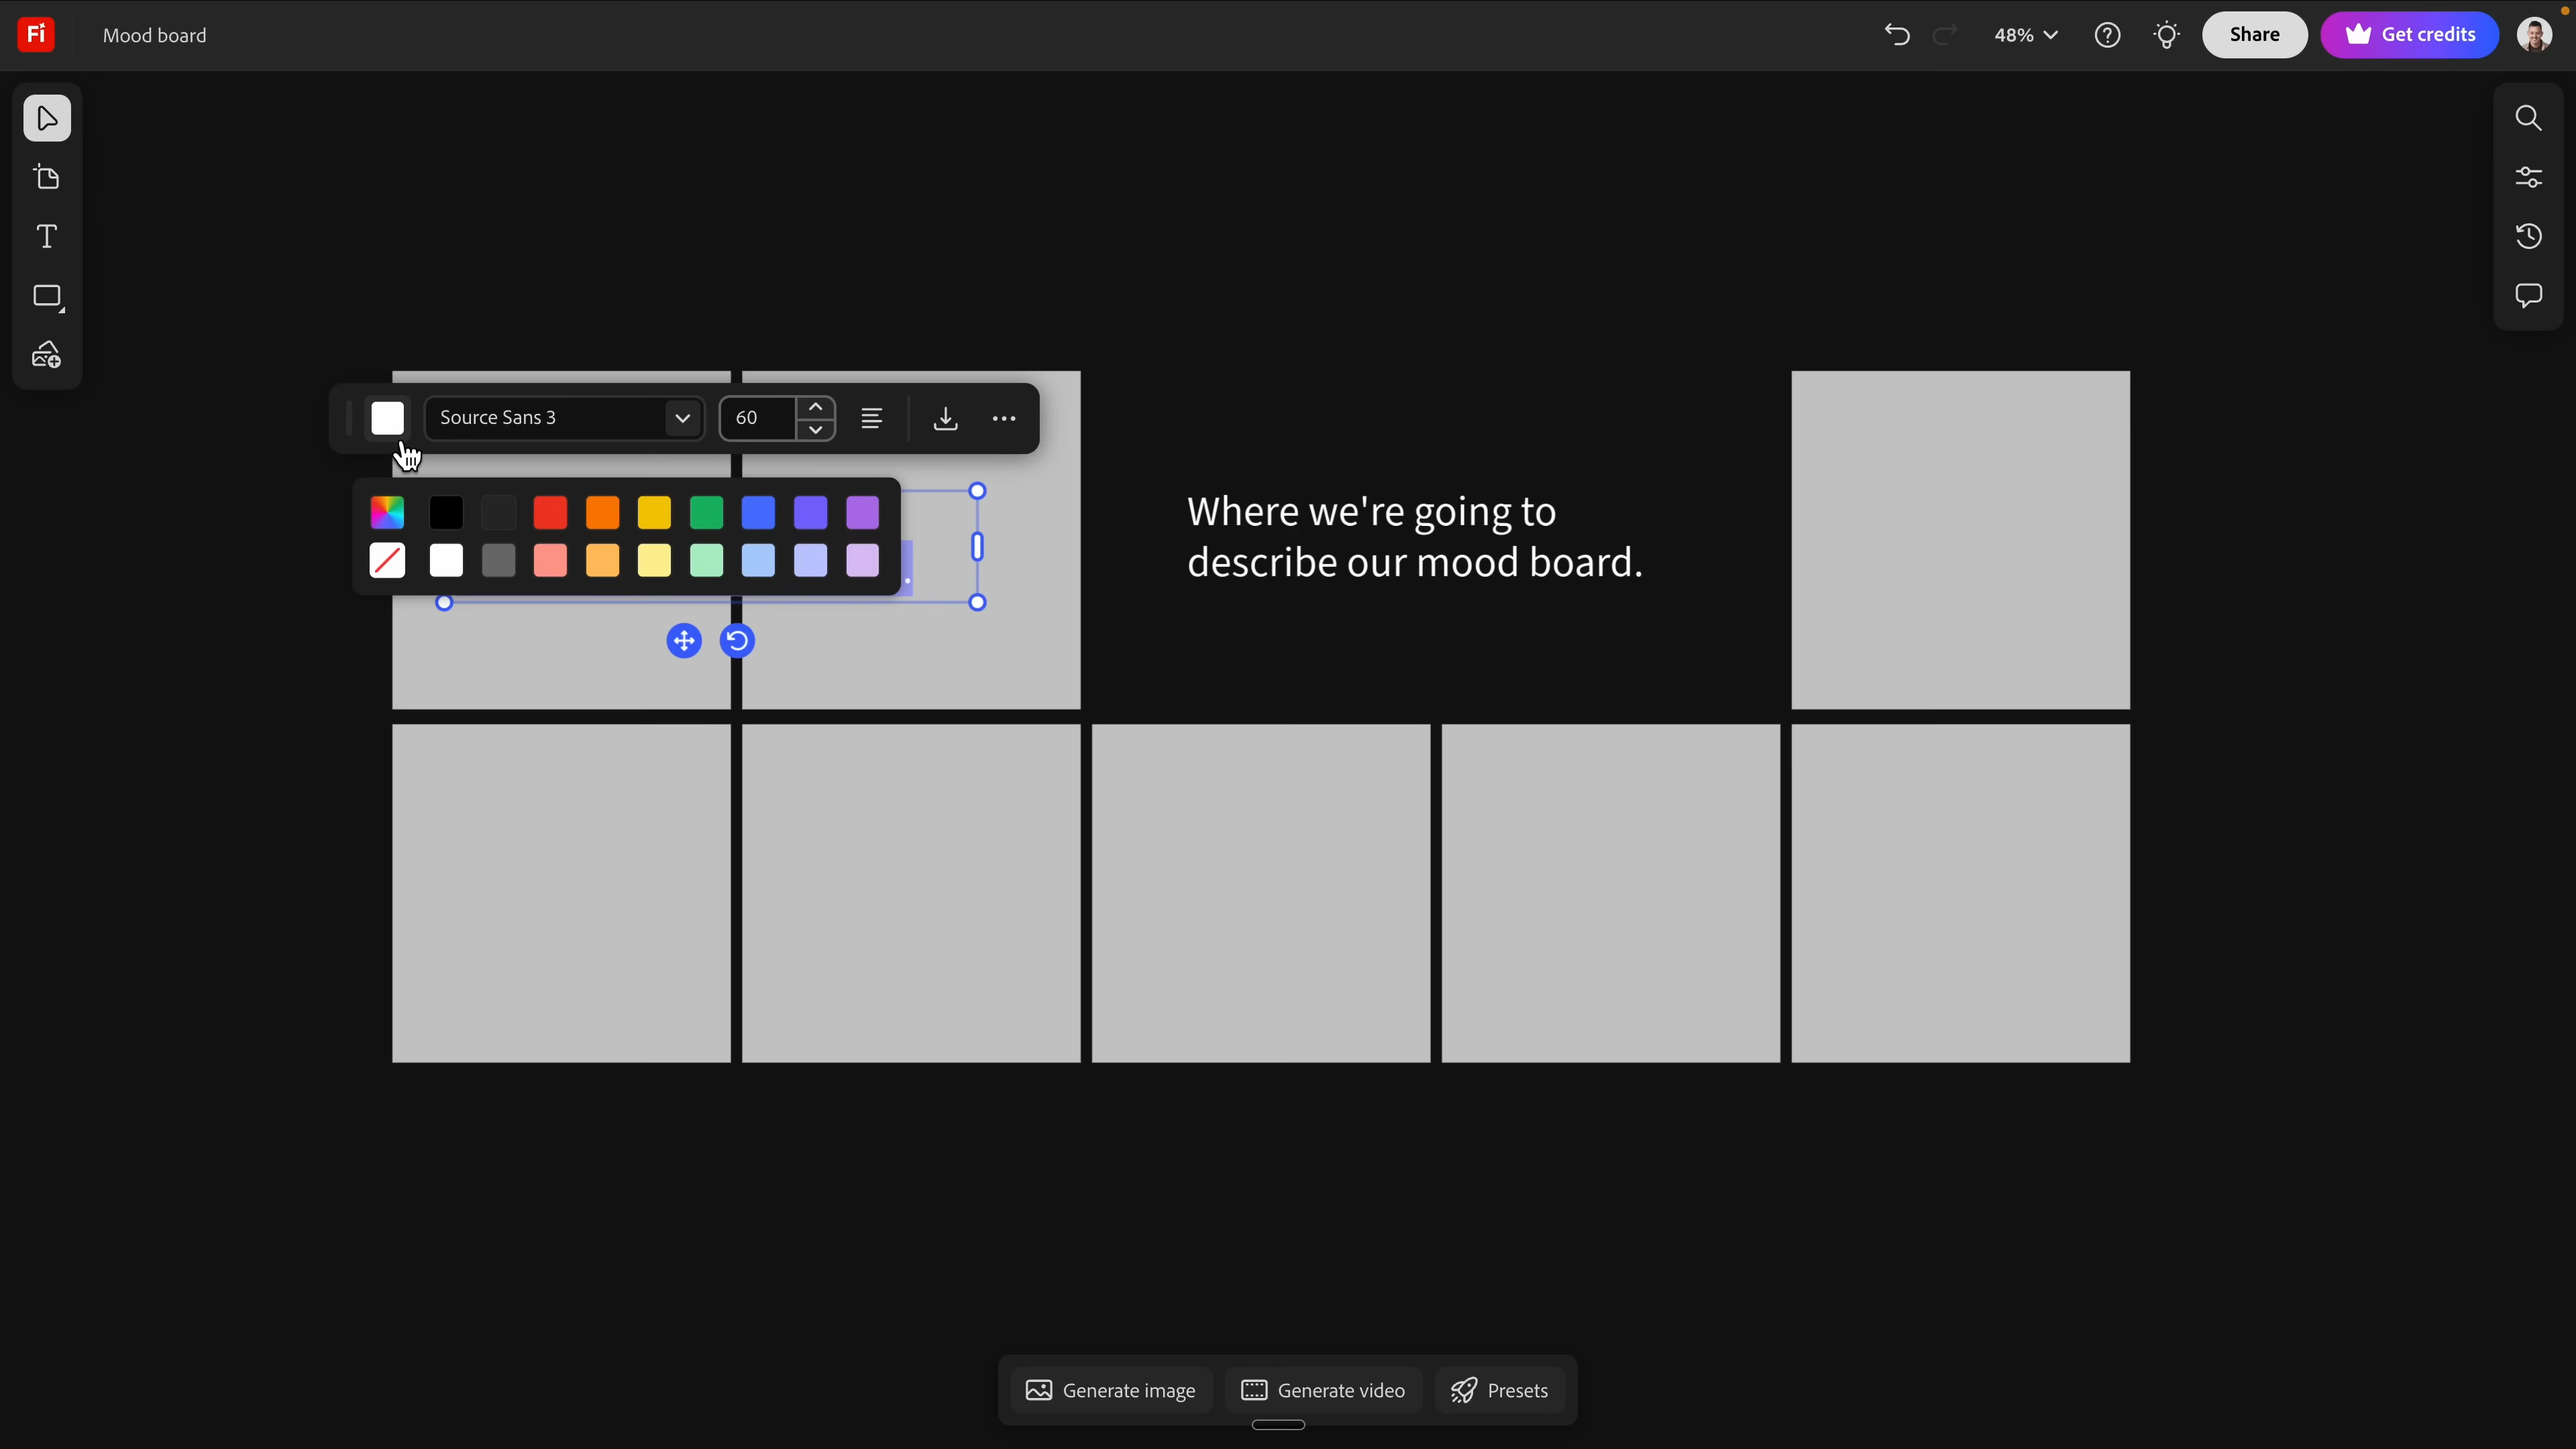 Fi
Mood board
48%
Share
Get credits
T
Source Sans 3
60
Where we're going to
describe our mood board.
.
Generate image
Generate video
Presets